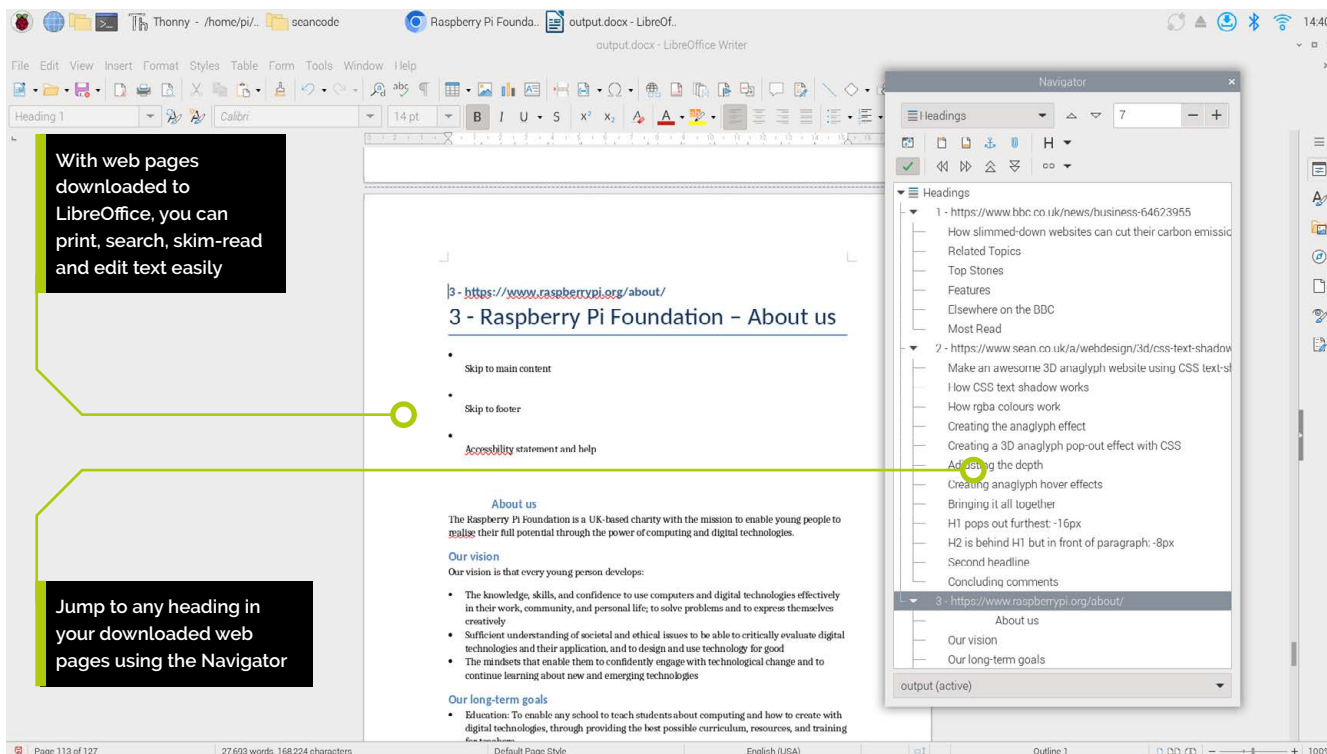 Thonny - /home/pi/.. seancode Raspberry Pi Founda.. output.docx - LibreOf.. 14:40
output.docx - LibreOffice Writer
File Edit View Insert Format Styles Table Form Tools Window Help
Navigator
Headings 7
Heading 1 Calibri 14 pt
With web pages
downloaded to
LibreOffice, you can
print, search, skim-read
and edit text easily
Headings
1 - https://www.bbc.co.uk/news/business-64623955
How slimmed-down websites can cut their carbon emissic
Related Topics
Top Stories
Features
Elsewhere on the BBC
Most Read
2 - https://www.sean.co.uk/a/webdesign/3d/css-text-shadow
Make an awesome 3D anaglyph website using CSS text-sl
How CSS text shadow works
How rgba colours work
Creating the anaglyph effect
Creating a 3D anaglyph pop-out effect with CSS
Adjusting the depth
Creating anaglyph hover effects
Bringing it all together
H1 pops out furthest: -16px
H2 is behind H1 but in front of paragraph: -8px
Second headline
Concluding comments
3 - https://www.raspberrypi.org/about/
About us
Our vision
Our long-term goals
output (active)
3 - https://www.raspberrypi.org/about/
3 - Raspberry Pi Foundation – About us
Skip to main content
Skip to footer
Accessbility statement and help
About us
The Raspberry Pi Foundation is a UK-based charity with the mission to enable young people to
realise their full potential through the power of computing and digital technologies.
Our vision
Our vision is that every young person develops:
• The knowledge, skills, and confidence to use computers and digital technologies effectively
in their work, community, and personal life; to solve problems and to express themselves
creatively
• Sufficient understanding of societal and ethical issues to be able to critically evaluate digital
technologies and their application, and to design and use technology for good
• The mindsets that enable them to confidently engage with technological change and to
continue learning about new and emerging technologies
Our long-term goals
• Education: To enable any school to teach students about computing and how to create with
digital technologies, through providing the best possible curriculum, resources, and training
for teachers
Jump to any heading in
your downloaded web
pages using the Navigator
Page 113 of 127 27693 words, 168224 characters Default Page Style English (USA) Outline 1 100